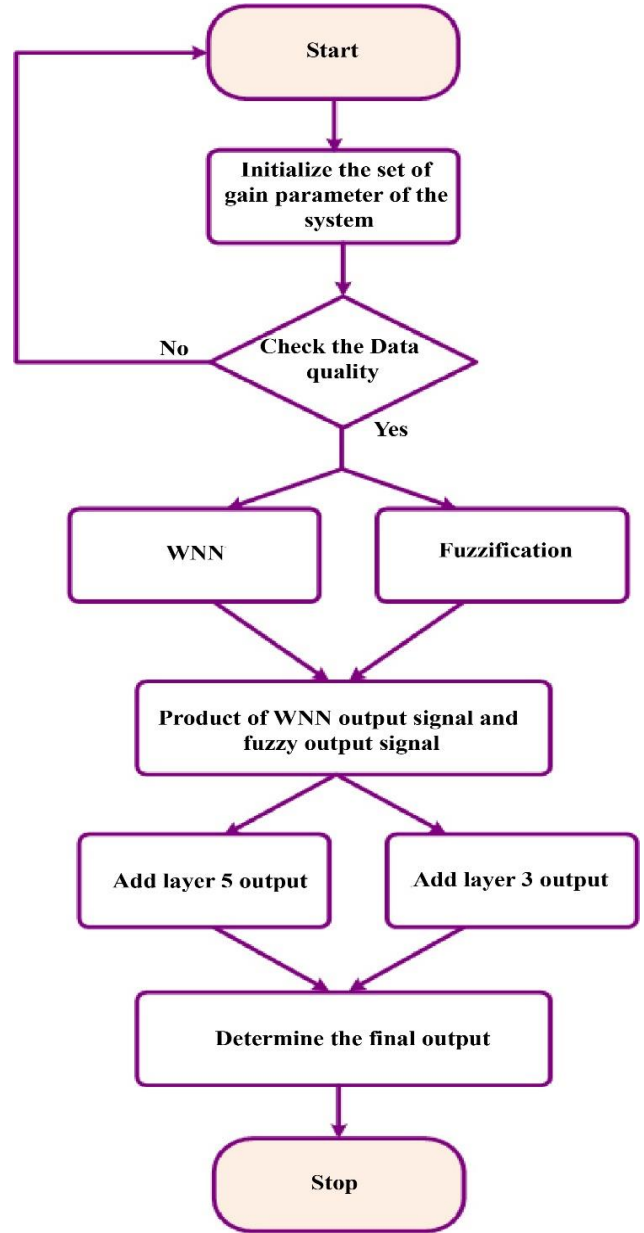 Start
Initialize the set of
gain parameter of the
system
Check the Data
quality
No
Yes
WNN
Fuzzification
Product of WNN output signal and
fuzzy output signal
Add layer 5 output
Add layer 3 output
Determine the final output
Stop